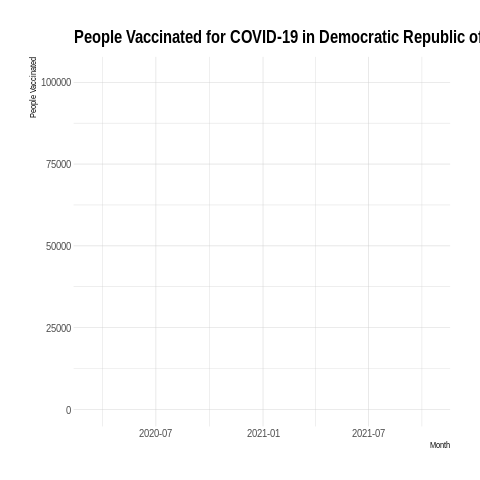 People Vaccinated for COVID-19 in Democratic Republic of
People Vaccinated
100000
75000
50000
25000
0
2020-07 2021-01 2021-07
Month